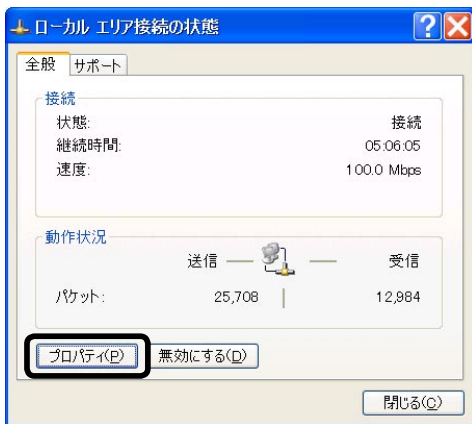 ローカル エリア接続の状態
全般 サポート
接続
状態: 接続
継続時間: 05:06:05
速度: 100.0 Mbps
動作状況
送信 受信
パケット: 25,708 12,984
プロパティ(P) 無効にする(D)
閉じる(C)